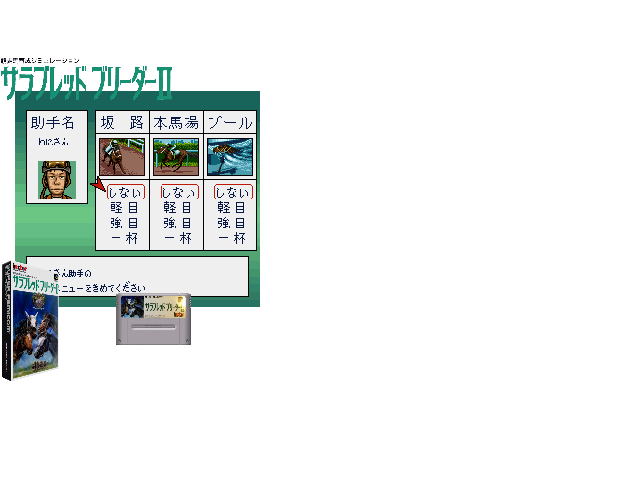 競走馬育成シミュレーション
サラブレッドブリーダーII
助手名
坂路 本馬場 プール
しない しない しない
軽目 軽目 軽目
強目 強目 強目
一杯 一杯 一杯
さん助手の
ニューをきめてください
サラブレッドブリーダーII
サラブレッドブリーダーII